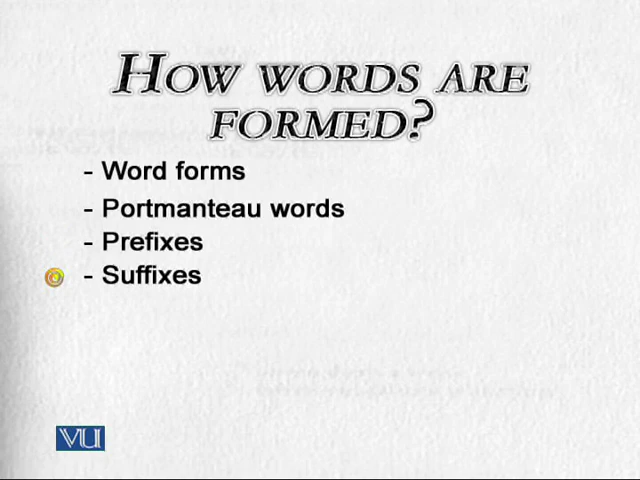 HOW WORDS ARE
FORMED?
- Word forms
- Portmanteau words
- Prefixes
- Suffixes
VU